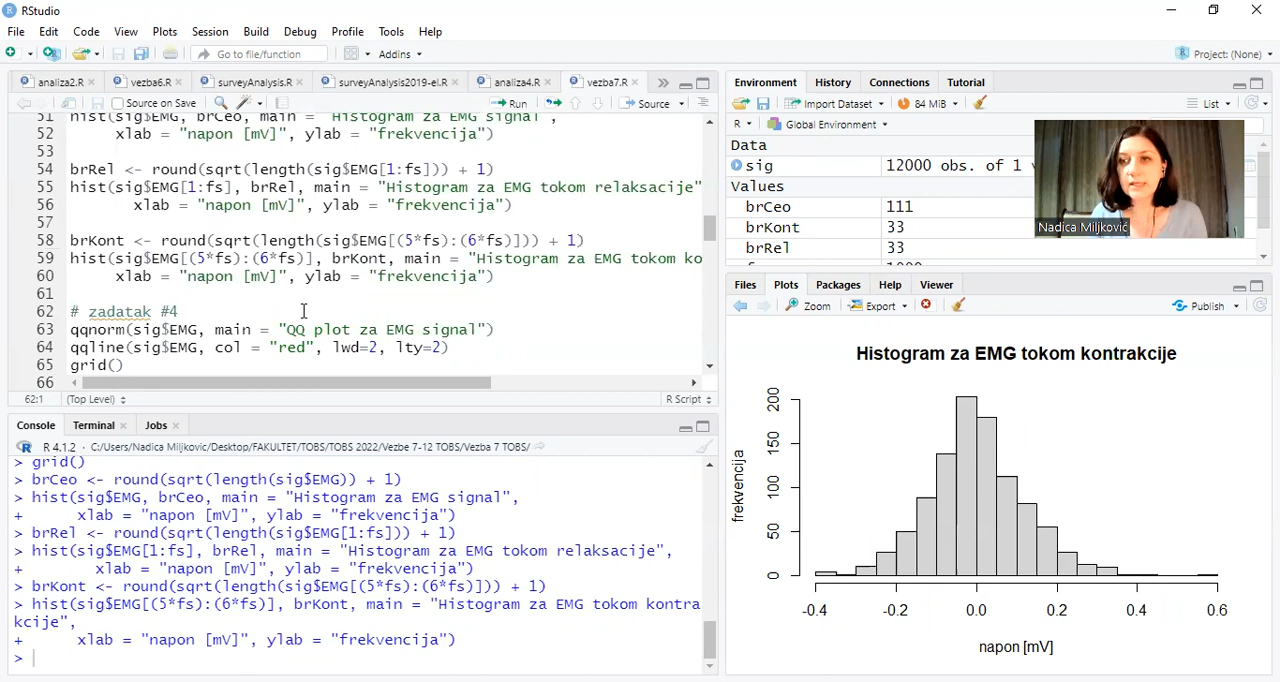 RStudio
File Edit Code View Plots Session Build Debug Profile Tools Help
Go to file/function Addins Project: (None)
analiza2.R vezba6.R surveyAnalysis.R surveyAnalysis2019-el.R analiza4.R vezba7.R
Source on Save Run Source
51 hist(sig$EMG, brCeo, main = "Histogram za EMG signal",
52 xlab = "napon [mV]", ylab = "frekvencija")
53
54 brRel <- round(sqrt(length(sig$EMG[1:fs])) + 1)
55 hist(sig$EMG[1:fs], brRel, main = "Histogram za EMG tokom relaksacije"
56 xlab = "napon [mV]", ylab = "frekvencija")
57
58 brKont <- round(sqrt(length(sig$EMG[(5*fs):(6*fs)])) + 1)
59 hist(sig$EMG[(5*fs):(6*fs)], brKont, main = "Histogram za EMG tokom ko
60 xlab = "napon [mV]", ylab = "frekvencija")
61
62 # zadatak #4
63 qqnorm(sig$EMG, main = "QQ plot za EMG signal")
64 qqline(sig$EMG, col = "red", lwd=2, lty=2)
65 grid()
66
62:1 (Top Level) R Script
Console Terminal Jobs
R 4.1.2 · C:/Users/Nadica Miljkovic/Desktop/FAKULTET/TOBS/TOBS 2022/Vezbe 7-12 TOBS/Vezba 7 TOBS/
> grid()
> brCeo <- round(sqrt(length(sig$EMG)) + 1)
> hist(sig$EMG, brCeo, main = "Histogram za EMG signal",
+ xlab = "napon [mV]", ylab = "frekvencija")
> brRel <- round(sqrt(length(sig$EMG[1:fs])) + 1)
> hist(sig$EMG[1:fs], brRel, main = "Histogram za EMG tokom relaksacije",
+ xlab = "napon [mV]", ylab = "frekvencija")
> brKont <- round(sqrt(length(sig$EMG[(5*fs):(6*fs)])) + 1)
> hist(sig$EMG[(5*fs):(6*fs)], brKont, main = "Histogram za EMG tokom kontra
kcije",
+ xlab = "napon [mV]", ylab = "frekvencija")
>
Environment History Connections Tutorial
Import Dataset 84 MiB List
R Global Environment
Data
sig 12000 obs. of 1
Values
brCeo 111
brKont 33
brRel 33
Nadica Miljković
Files Plots Packages Help Viewer
Zoom Export Publish
Histogram za EMG tokom kontrakcije
frekvencija
200
150
100
50
0
-0.4 -0.2 0.0 0.2 0.4 0.6
napon [mV]